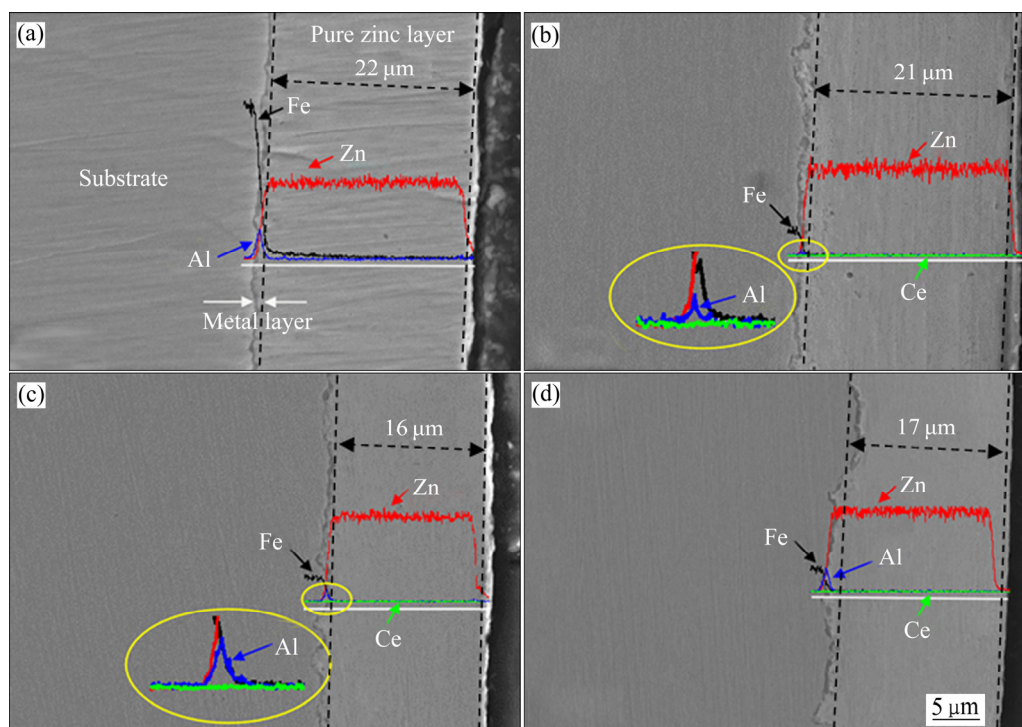 (a)
Pure zinc layer
22 μm
Fe
Zn
Substrate
Al
Metal layer
(b)
21 μm
Zn
Fe
Al
Ce
(c)
16 μm
Zn
Fe
Al
Ce
(d)
17 μm
Zn
Fe
Al
Ce
5 μm